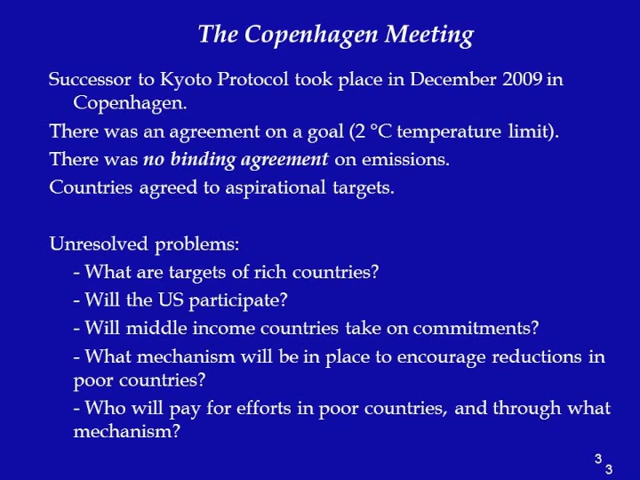 The Copenhagen Meeting
Successor to Kyoto Protocol took place in December 2009 in
Copenhagen.
There was an agreement on a goal (2 °C temperature limit).
There was no binding agreement on emissions.
Countries agreed to aspirational targets.
Unresolved problems:
- What are targets of rich countries?
- Will the US participate?
- Will middle income countries take on commitments?
- What mechanism will be in place to encourage reductions in
poor countries?
- Who will pay for efforts in poor countries, and through what
mechanism?
3
3